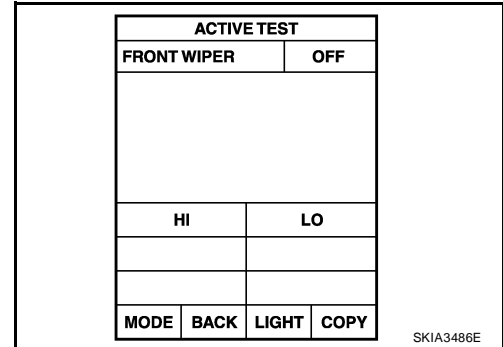 ACTIVE TEST
FRONT WIPER OFF
HI LO
MODE BACK LIGHT COPY
SKIA3486E